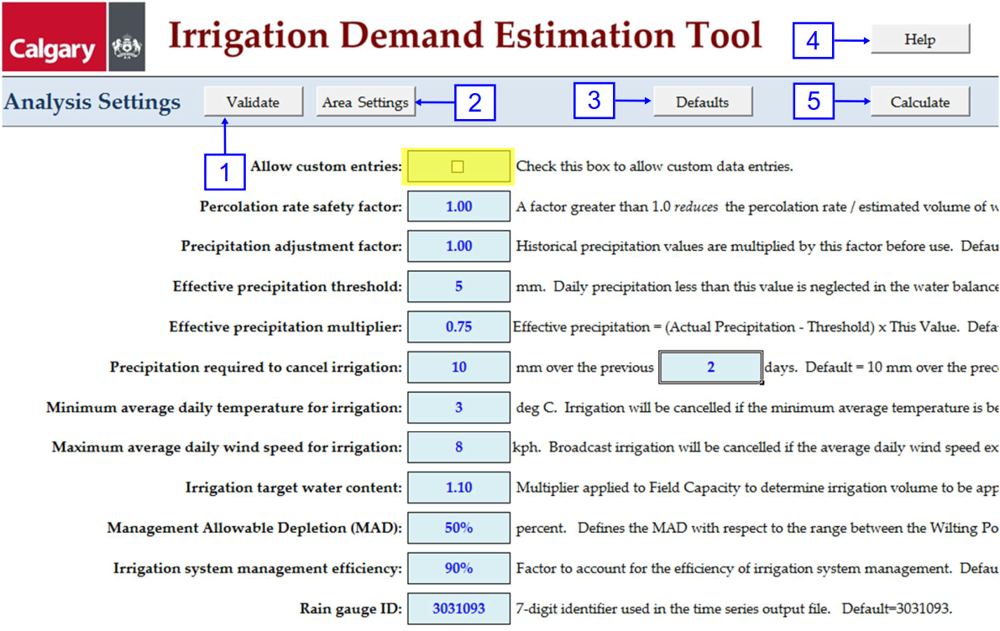 Calgary
Irrigation Demand Estimation Tool
4
Help
Analysis Settings
Validate
Area Settings
2
3
Defaults
5
Calculate
1
Allow custom entries: Check this box to allow custom data entries.
Percolation rate safety factor: 1.00 A factor greater than 1.0 reduces the percolation rate / estimated volume of w
Precipitation adjustment factor: 1.00 Historical precipitation values are multiplied by this factor before use. Defau
Effective precipitation threshold: 5 mm. Daily precipitation less than this value is neglected in the water balance
Effective precipitation multiplier: 0.75 Effective precipitation = (Actual Precipitation - Threshold) x This Value. Defa
Precipitation required to cancel irrigation: 10 mm over the previous 2 days. Default = 10 mm over the prec
Minimum average daily temperature for irrigation: 3 deg C. Irrigation will be cancelled if the minimum average temperature is be
Maximum average daily wind speed for irrigation: 8 kph. Broadcast irrigation will be cancelled if the average daily wind speed ex
Irrigation target water content: 1.10 Multiplier applied to Field Capacity to determine irrigation volume to be app
Management Allowable Depletion (MAD): 50% percent. Defines the MAD with respect to the range between the Wilting Po
Irrigation system management efficiency: 90% Factor to account for the efficiency of irrigation system management. Defau
Rain gauge ID: 3031093 7-digit identifier used in the time series output file. Default=3031093.